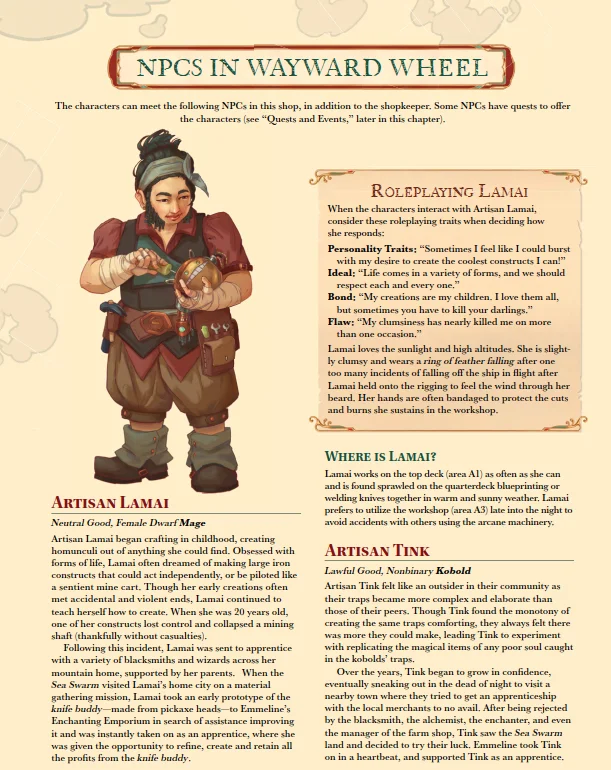 NPCS IN WAYWARD WHEEL
The characters can meet the following NPCs in this shop, in addition to the shopkeeper. Some NPCs have quests to offer
the characters (see “Quests and Events,” later in this chapter).
ROLEPLAYING LAMAI
When the characters interact with Artisan Lamai,
consider these roleplaying traits when deciding how
she responds:
Personality Traits: “Sometimes I feel like I could burst
with my desire to create the coolest constructs I can!”
Ideal: “Life comes in a variety of forms, and we should
respect each and every one.”
Bond: “My creations are my children. I love them all,
but sometimes you have to kill your darlings.”
Flaw: “My clumsiness has nearly killed me on more
than one occasion.”
Lamai loves the sunlight and high altitudes. She is slight-
ly clumsy and wears a ring of feather falling after one
too many incidents of falling off the ship in flight after
Lamai held onto the rigging to feel the wind through her
beard. Her hands are often bandaged to protect the cuts
and burns she sustains in the workshop.
ARTISAN LAMAI
Neutral Good, Female Dwarf Mage
Artisan Lamai began crafting in childhood, creating
homunculi out of anything she could find. Obsessed with
forms of life, Lamai often dreamed of making large iron
constructs that could act independently, or be piloted like
a sentient mine cart. Though her early creations often
met accidental and violent ends, Lamai continued to
teach herself how to create. When she was 20 years old,
one of her constructs lost control and collapsed a mining
shaft (thankfully without casualties).
Following this incident, Lamai was sent to apprentice
with a variety of blacksmiths and wizards across her
mountain home, supported by her parents. When the
Sea Swarm visited Lamai’s home city on a material
gathering mission, Lamai took an early prototype of the
knife buddy—made from pickaxe heads—to Emmeline’s
Enchanting Emporium in search of assistance improving
it and was instantly taken on as an apprentice, where she
was given the opportunity to refine, create and retain all
the profits from the knife buddy.
WHERE IS LAMAI?
Lamai works on the top deck (area A1) as often as she can
and is found sprawled on the quarterdeck blueprinting or
welding knives together in warm and sunny weather. Lamai
prefers to utilize the workshop (area A3) late into the night to
avoid accidents with others using the arcane machinery.
ARTISAN TINK
Lawful Good, Nonbinary Kobold
Artisan Tink felt like an outsider in their community as
their traps became more complex and elaborate than
those of their peers. Though Tink found the monotony of
creating the same traps comforting, they always felt there
was more they could make, leading Tink to experiment
with replicating the magical items of any poor soul caught
in the kobolds’ traps.
Over the years, Tink began to grow in confidence,
eventually sneaking out in the dead of night to visit a
nearby town where they tried to get an apprenticeship
with the local merchants to no avail. After being rejected
by the blacksmith, the alchemist, the enchanter, and even
the manager of the farm shop, Tink saw the Sea Swarm
land and decided to try their luck. Emmeline took Tink
on in a heartbeat, and supported Tink as an apprentice.